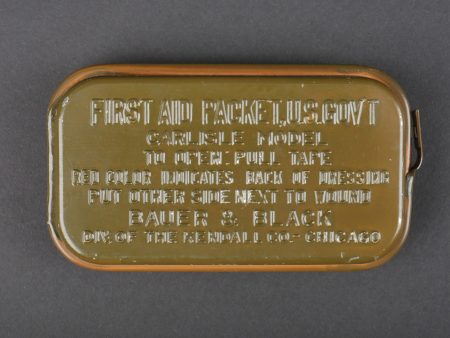 FIRST AID PACKET, U.S. GOV'T
CARLISLE MODEL
TO OPEN: PULL TAPE
RED COLOR INDICATES BACK OF DRESSING
PUT OTHER SIDE NEXT TO WOUND
BAUER & BLACK
DIV. OF THE KENDALL CO.- CHICAGO